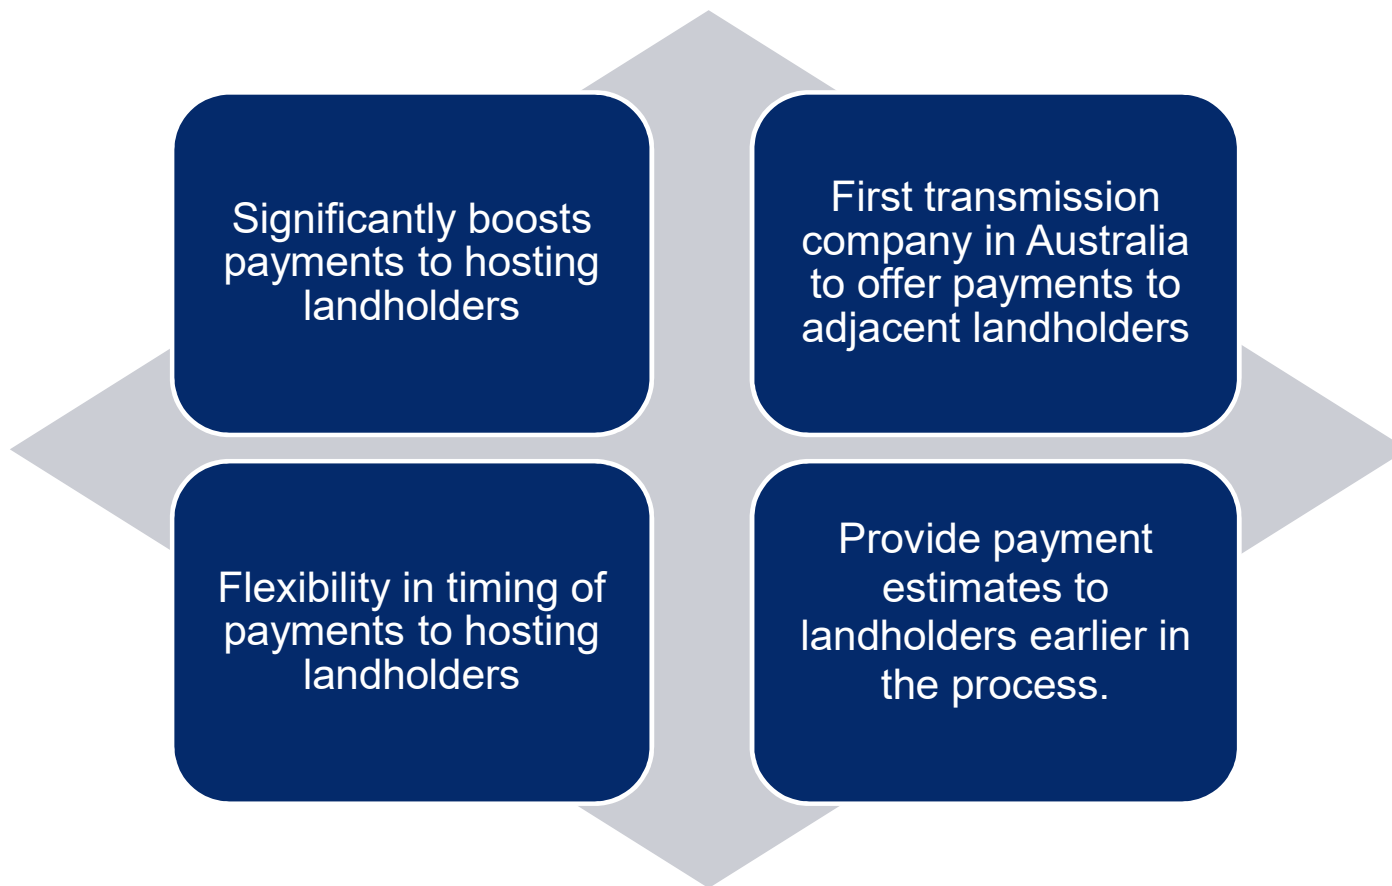 Significantly boosts
payments to hosting
landholders
First transmission
company in Australia
to offer payments to
adjacent landholders
Flexibility in timing of
payments to hosting
landholders
Provide payment
estimates to
landholders earlier in
the process.